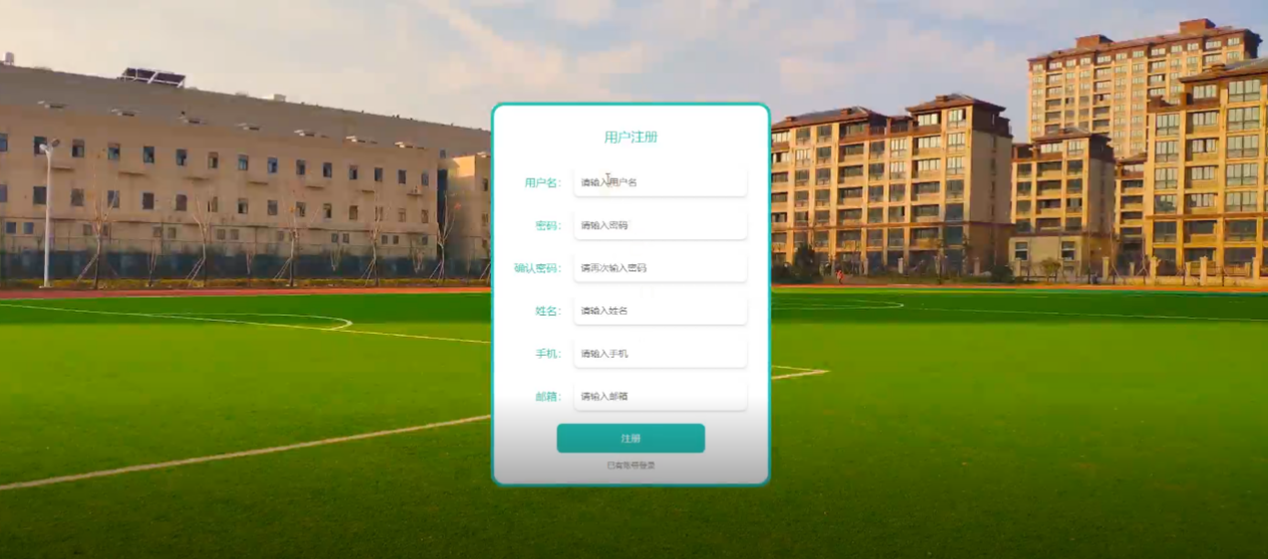 用户注册
用户名： 请输入用户名
密码： 请输入密码
确认密码： 请再次输入密码
姓名： 请输入姓名
手机： 请输入手机
邮箱： 请输入邮箱
注册
已有账号登录